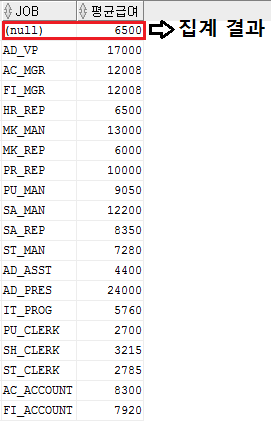 JOB 평균급여
(null) 6500 집계 결과
AD_VP 17000
AC_MGR 12008
FI_MGR 12008
HR_REP 6500
MK_MAN 13000
MK_REP 6000
PR_REP 10000
PU_MAN 9050
SA_MAN 12200
SA_REP 8350
ST_MAN 7280
AD_ASST 4400
AD_PRES 24000
IT_PROG 5760
PU_CLERK 2700
SH_CLERK 3215
ST_CLERK 2785
AC_ACCOUNT 8300
FI_ACCOUNT 7920